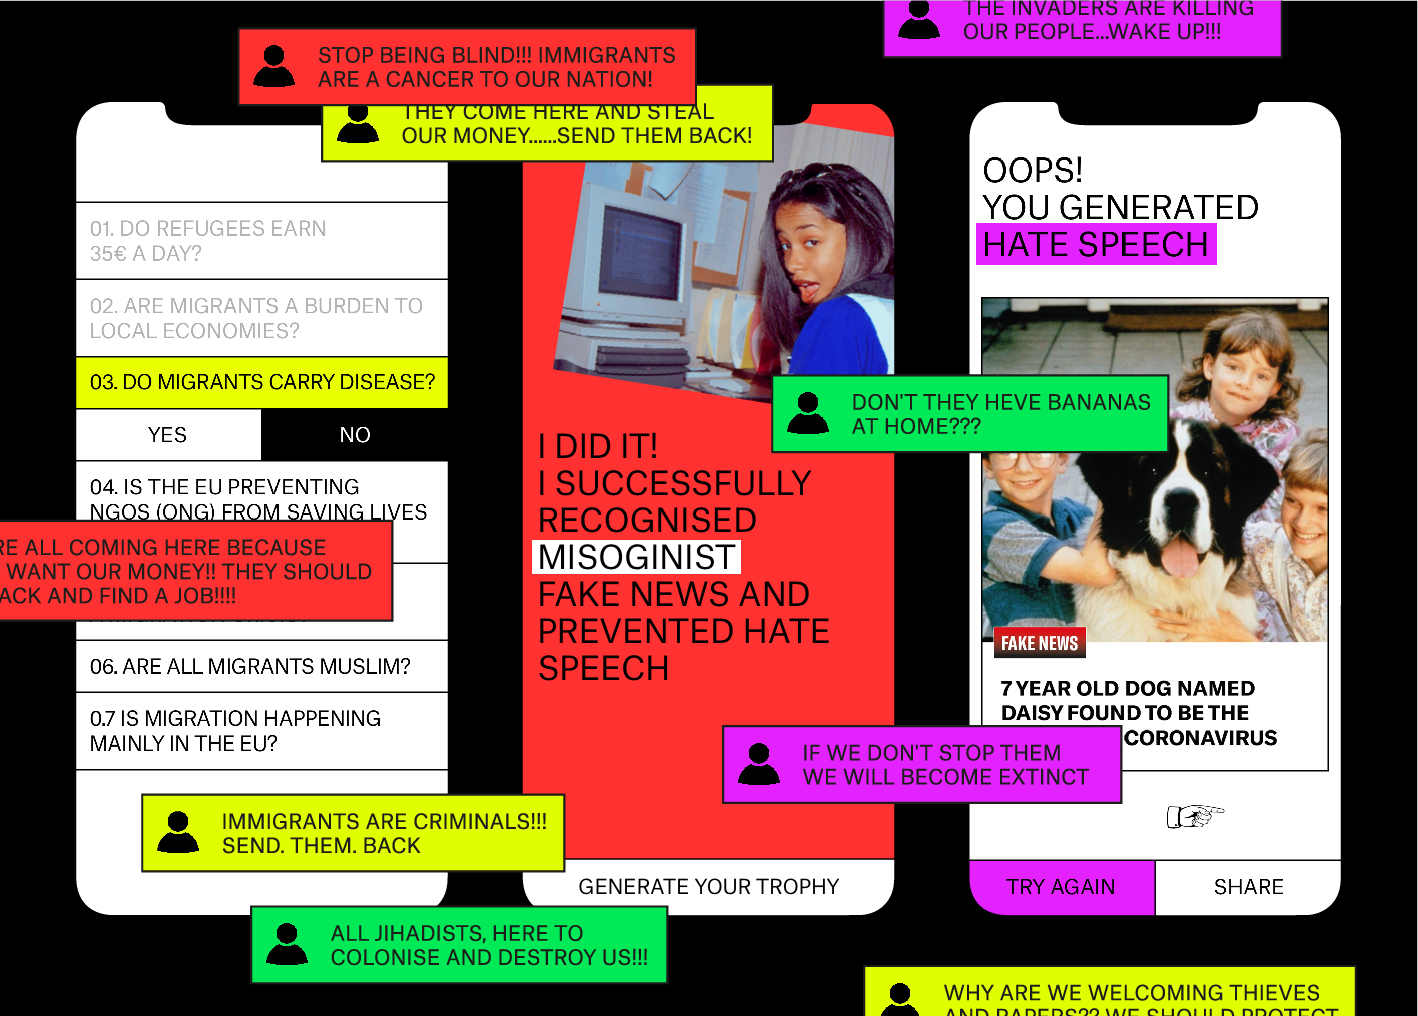 THE INVADERS ARE KILLING
OUR PEOPLE...WAKE UP!!!
STOP BEING BLIND!!! IMMIGRANTS
ARE A CANCER TO OUR NATION!
THEY COME HERE AND STEAL
OUR MONEY......SEND THEM BACK!
01. DO REFUGEES EARN
35€ A DAY?
02. ARE MIGRANTS A BURDEN TO
LOCAL ECONOMIES?
03. DO MIGRANTS CARRY DISEASE?
YES
NO
04. IS THE EU PREVENTING
NGOS (ONG) FROM SAVING LIVES
ALL COMING HERE BECAUSE
WANT OUR MONEY!! THEY SHOULD
AND FIND A JOB!!!!
06. ARE ALL MIGRANTS MUSLIM?
0.7 IS MIGRATION HAPPENING
MAINLY IN THE EU?
IMMIGRANTS ARE CRIMINALS!!!
SEND. THEM. BACK
ALL JIHADISTS, HERE TO
COLONISE AND DESTROY US!!!
I DID IT!
I SUCCESSFULLY
RECOGNISED
MISOGINIST
FAKE NEWS AND
PREVENTED HATE
SPEECH
GENERATE YOUR TROPHY
DON'T THEY HEVE BANANAS
AT HOME???
IF WE DON'T STOP THEM
WE WILL BECOME EXTINCT
OOPS!
YOU GENERATED
HATE SPEECH
FAKE NEWS
7 YEAR OLD DOG NAMED
DAISY FOUND TO BE THE
CORONAVIRUS
TRY AGAIN
SHARE
WHY ARE WE WELCOMING THIEVES
AND RAPERS?? WE SHOULD PROTECT